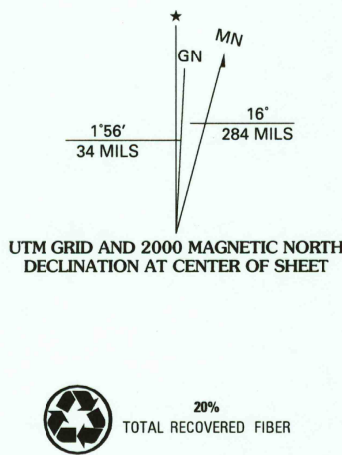 ★
MN
GN
1°56′
34 MILS
16°
284 MILS
UTM GRID AND 2000 MAGNETIC NORTH
DECLINATION AT CENTER OF SHEET
20%
TOTAL RECOVERED FIBER